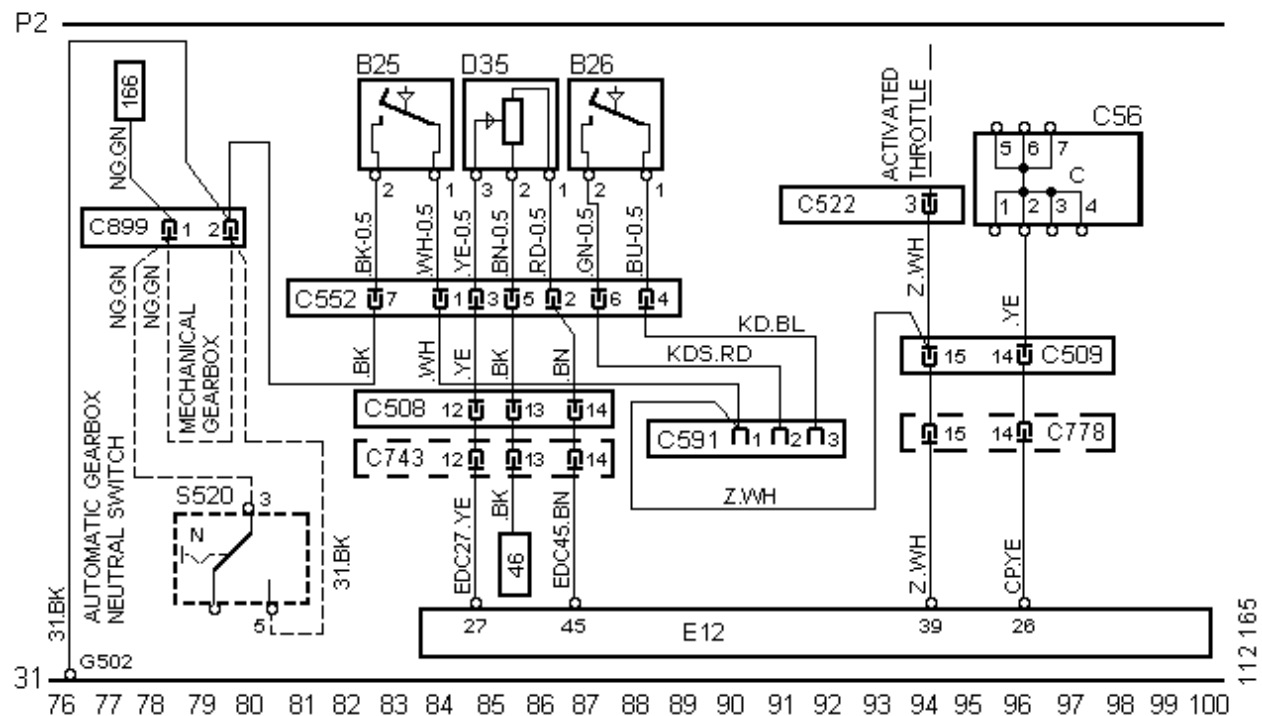 P2
B25 D35 B26
166
ACTIVATED
THROTTLE
C56
5 6 7
C
1 2 3 4
NG.GN
2 1 3 2 1 2 1
C522 3
C899 1 2
.BK-0.5 .WH-0.5 .YE-0.5 .BN-0.5 .RD-0.5 .GN-0.5 .BU-0.5
Z.WH
.YE
C552 7 1 3 5 2 6 4
NG.GN
NG.GN
MECHANICAL
GEARBOX
KD.BL
KDS.RD
.BK .WH .YE .BK .BN
15 14 C509
C508 12 13 14
C591 1 2 3
15 14 C778
C743 12 13 14
AUTOMATIC GEARBOX
NEUTRAL SWITCH
S520 3
N
5
31.BK
Z.WH
EDC27.YE .BK EDC45.BN
46
Z.WH
CP.YE
31.BK
27 45 E12 39 26
G502
31
76 77 78 79 80 81 82 83 84 85 86 87 88 89 90 91 92 93 94 95 96 97 98 99 100
112 165